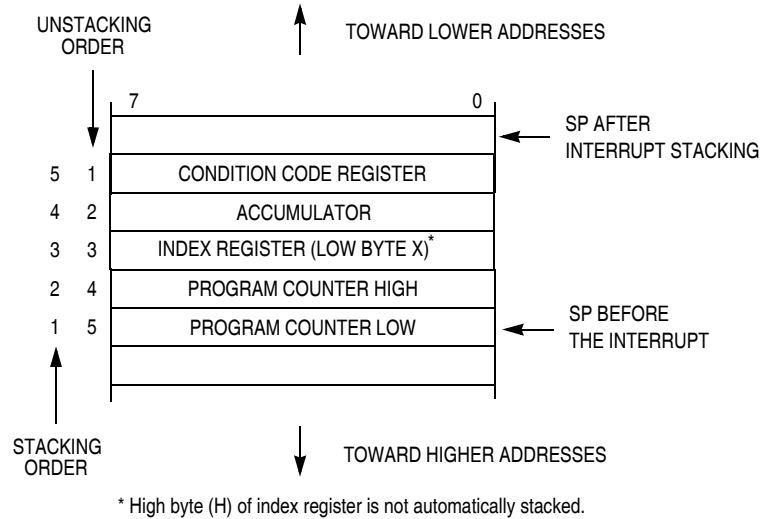 UNSTACKING
ORDER
TOWARD LOWER ADDRESSES
7 0
SP AFTER
INTERRUPT STACKING
5 1 CONDITION CODE REGISTER
4 2 ACCUMULATOR
3 3 INDEX REGISTER (LOW BYTE X)*
2 4 PROGRAM COUNTER HIGH
1 5 PROGRAM COUNTER LOW
SP BEFORE
THE INTERRUPT
STACKING
ORDER
TOWARD HIGHER ADDRESSES
* High byte (H) of index register is not automatically stacked.